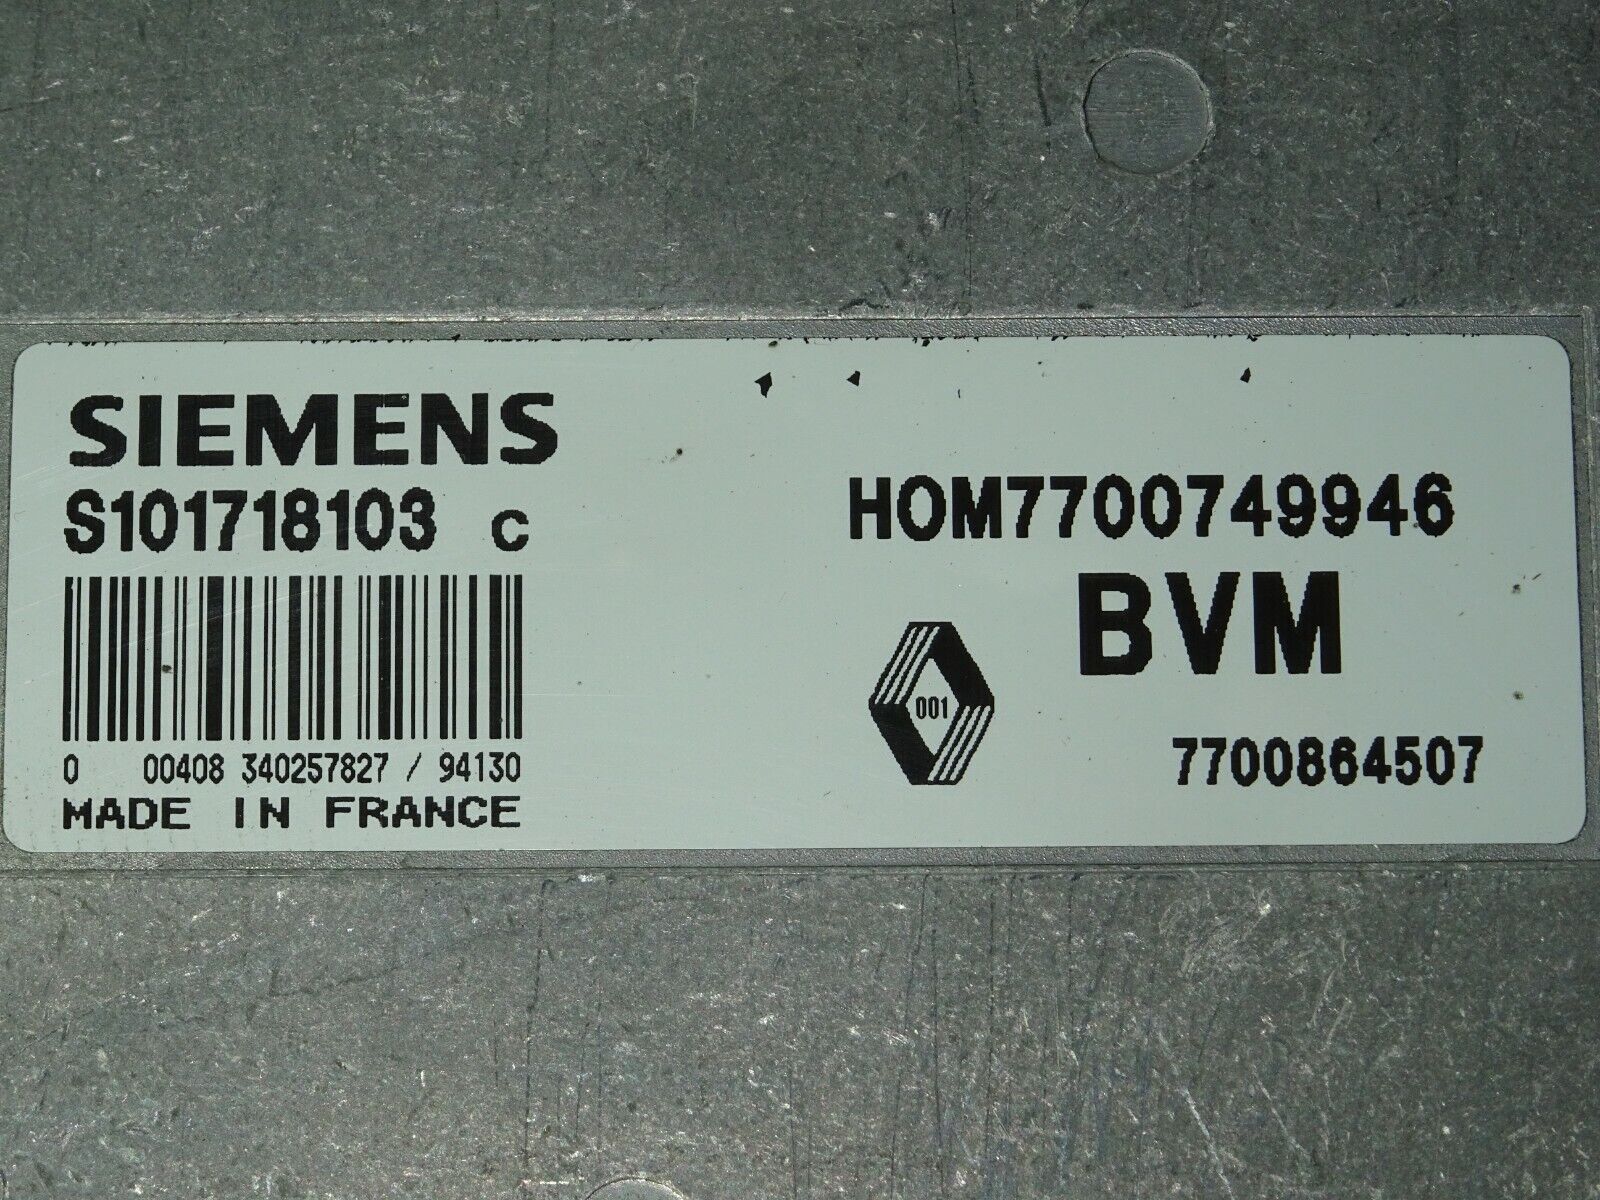 SIEMENS
S101718103 C
HOM7700749946
BVM
001
7700864507
0 00408 340257827 / 94130
MADE IN FRANCE